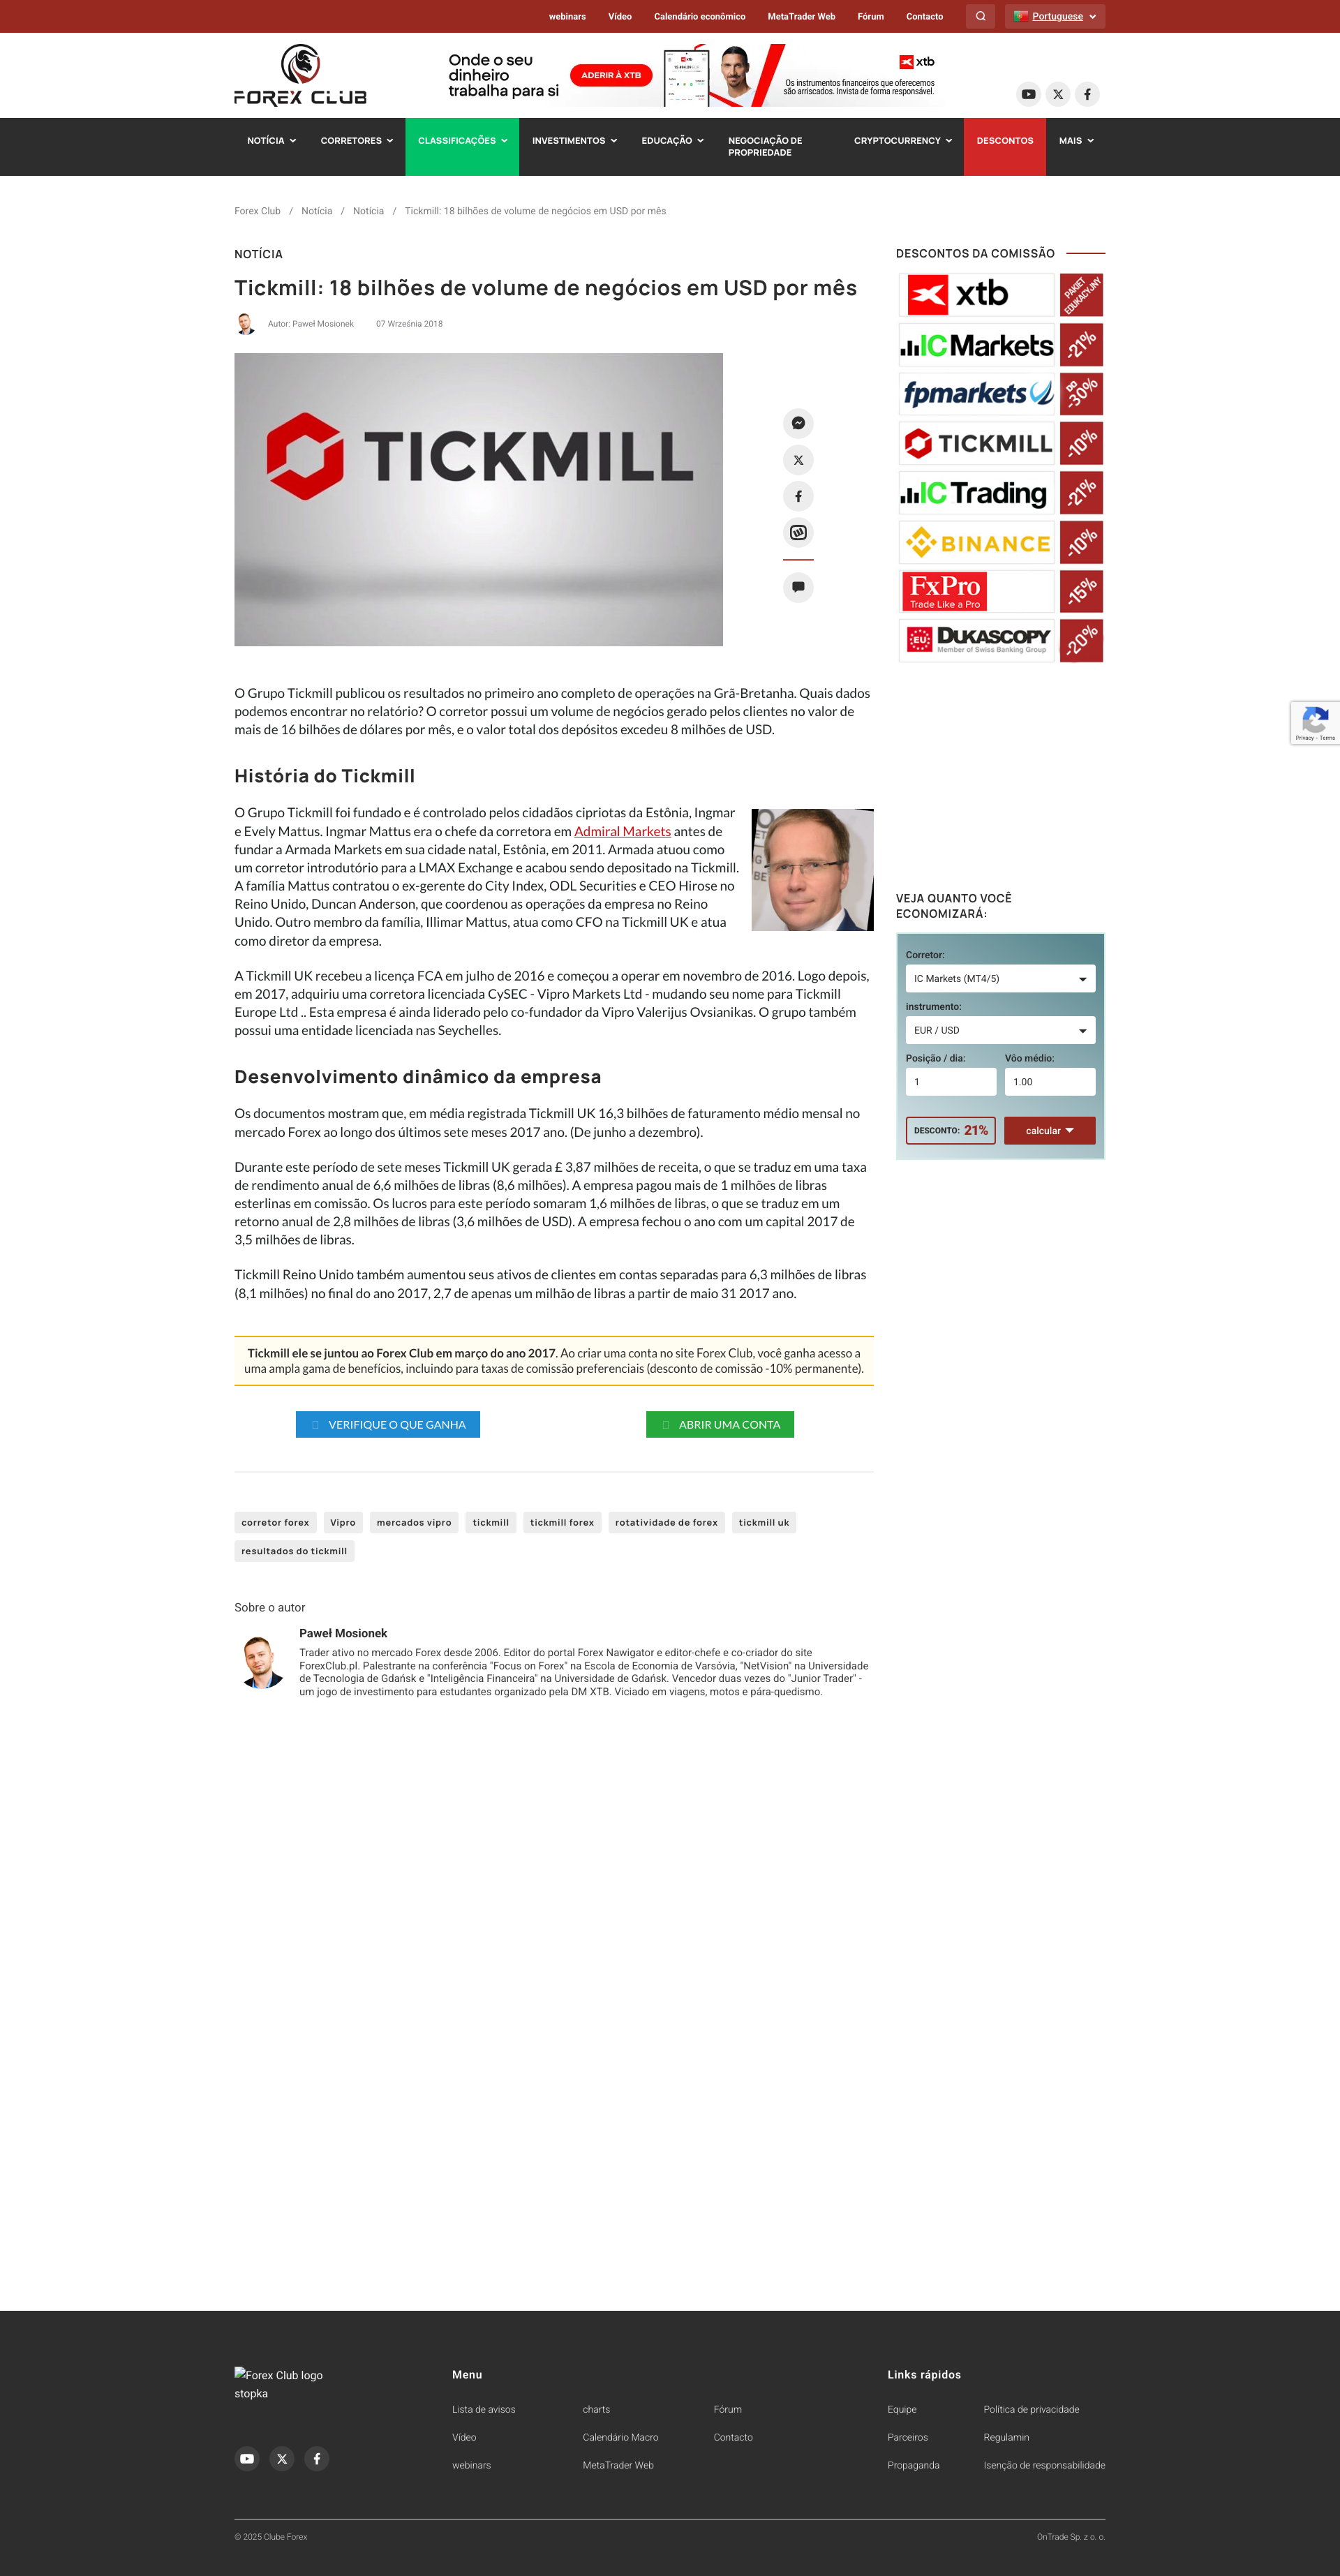 webinars Vídeo Calendário econômico MetaTrader Web Fórum Contacto Portuguese
FOREX CLUB
Onde o seu
dinheiro
trabalha para si
ADERIR À XTB
xtb
Os instrumentos financeiros que oferecemos
são arriscados. Invista de forma responsável.
NOTÍCIA CORRETORES CLASSIFICAÇÕES INVESTIMENTOS EDUCAÇÃO NEGOCIAÇÃO DE PROPRIEDADE CRYPTOCURRENCY DESCONTOS MAIS
Forex Club / Notícia / Notícia / Tickmill: 18 bilhões de volume de negócios em USD por mês
NOTÍCIA
Tickmill: 18 bilhões de volume de negócios em USD por mês
Autor: Paweł Mosionek 07 Września 2018
TICKMILL
O Grupo Tickmill publicou os resultados no primeiro ano completo de operações na Grã-Bretanha. Quais dados
podemos encontrar no relatório? O corretor possui um volume de negócios gerado pelos clientes no valor de
mais de 16 bilhões de dólares por mês, e o valor total dos depósitos excedeu 8 milhões de USD.
História do Tickmill
O Grupo Tickmill foi fundado e é controlado pelos cidadãos cipriotas da Estônia, Ingmar
e Evely Mattus. Ingmar Mattus era o chefe da corretora em Admiral Markets antes de
fundar a Armada Markets em sua cidade natal, Estônia, em 2011. Armada atuou como
um corretor introdutório para a LMAX Exchange e acabou sendo depositado na Tickmill.
A família Mattus contratou o ex-gerente do City Index, ODL Securities e CEO Hirose no
Reino Unido, Duncan Anderson, que coordenou as operações da empresa no Reino
Unido. Outro membro da família, Illimar Mattus, atua como CFO na Tickmill UK e atua
como diretor da empresa.
A Tickmill UK recebeu a licença FCA em julho de 2016 e começou a operar em novembro de 2016. Logo depois,
em 2017, adquiriu uma corretora licenciada CySEC - Vipro Markets Ltd - mudando seu nome para Tickmill
Europe Ltd .. Esta empresa é ainda liderado pelo co-fundador da Vipro Valerijus Ovsianikas. O grupo também
possui uma entidade licenciada nas Seychelles.
Desenvolvimento dinâmico da empresa
Os documentos mostram que, em média registrada Tickmill UK 16,3 bilhões de faturamento médio mensal no
mercado Forex ao longo dos últimos sete meses 2017 ano. (De junho a dezembro).
Durante este período de sete meses Tickmill UK gerada £ 3,87 milhões de receita, o que se traduz em uma taxa
de rendimento anual de 6,6 milhões de libras (8,6 milhões). A empresa pagou mais de 1 milhões de libras
esterlinas em comissão. Os lucros para este período somaram 1,6 milhões de libras, o que se traduz em um
retorno anual de 2,8 milhões de libras (3,6 milhões de USD). A empresa fechou o ano com um capital 2017 de
3,5 milhões de libras.
Tickmill Reino Unido também aumentou seus ativos de clientes em contas separadas para 6,3 milhões de libras
(8,1 milhões) no final do ano 2017, 2,7 de apenas um milhão de libras a partir de maio 31 2017 ano.
Tickmill ele se juntou ao Forex Club em março do ano 2017. Ao criar uma conta no site Forex Club, você ganha acesso a
uma ampla gama de benefícios, incluindo para taxas de comissão preferenciais (desconto de comissão -10% permanente).
VERIFIQUE O QUE GANHA ABRIR UMA CONTA
corretor forex Vipro mercados vipro tickmill tickmill forex rotatividade de forex tickmill uk
resultados do tickmill
Sobre o autor
Paweł Mosionek
Trader ativo no mercado Forex desde 2006. Editor do portal Forex Nawigator e editor-chefe e co-criador do site
ForexClub.pl. Palestrante na conferência "Focus on Forex" na Escola de Economia de Varsóvia, "NetVision" na Universidade
de Tecnologia de Gdańsk e "Inteligência Financeira" na Universidade de Gdańsk. Vencedor duas vezes do "Junior Trader" -
um jogo de investimento para estudantes organizado pela DM XTB. Viciado em viagens, motos e pára-quedismo.
DESCONTOS DA COMISSÃO
xtb PAKIET EDUKACYJNY
IC Markets -21%
fpmarkets DO -30%
TICKMILL -10%
IC Trading -21%
BINANCE -10%
FxPro Trade Like a Pro -15%
EU DUKASCOPY Member of Swiss Banking Group -20%
Privacy - Terms
VEJA QUANTO VOCÊ
ECONOMIZARÁ:
Corretor:
IC Markets (MT4/5)
instrumento:
EUR / USD
Posição / dia: Vôo médio:
1 1.00
DESCONTO: 21% calcular
Forex Club logo
stopka
Menu
Lista de avisos charts Fórum
Vídeo Calendário Macro Contacto
webinars MetaTrader Web
Links rápidos
Equipe Política de privacidade
Parceiros Regulamin
Propaganda Isenção de responsabilidade
© 2025 Clube Forex OnTrade Sp. z o. o.